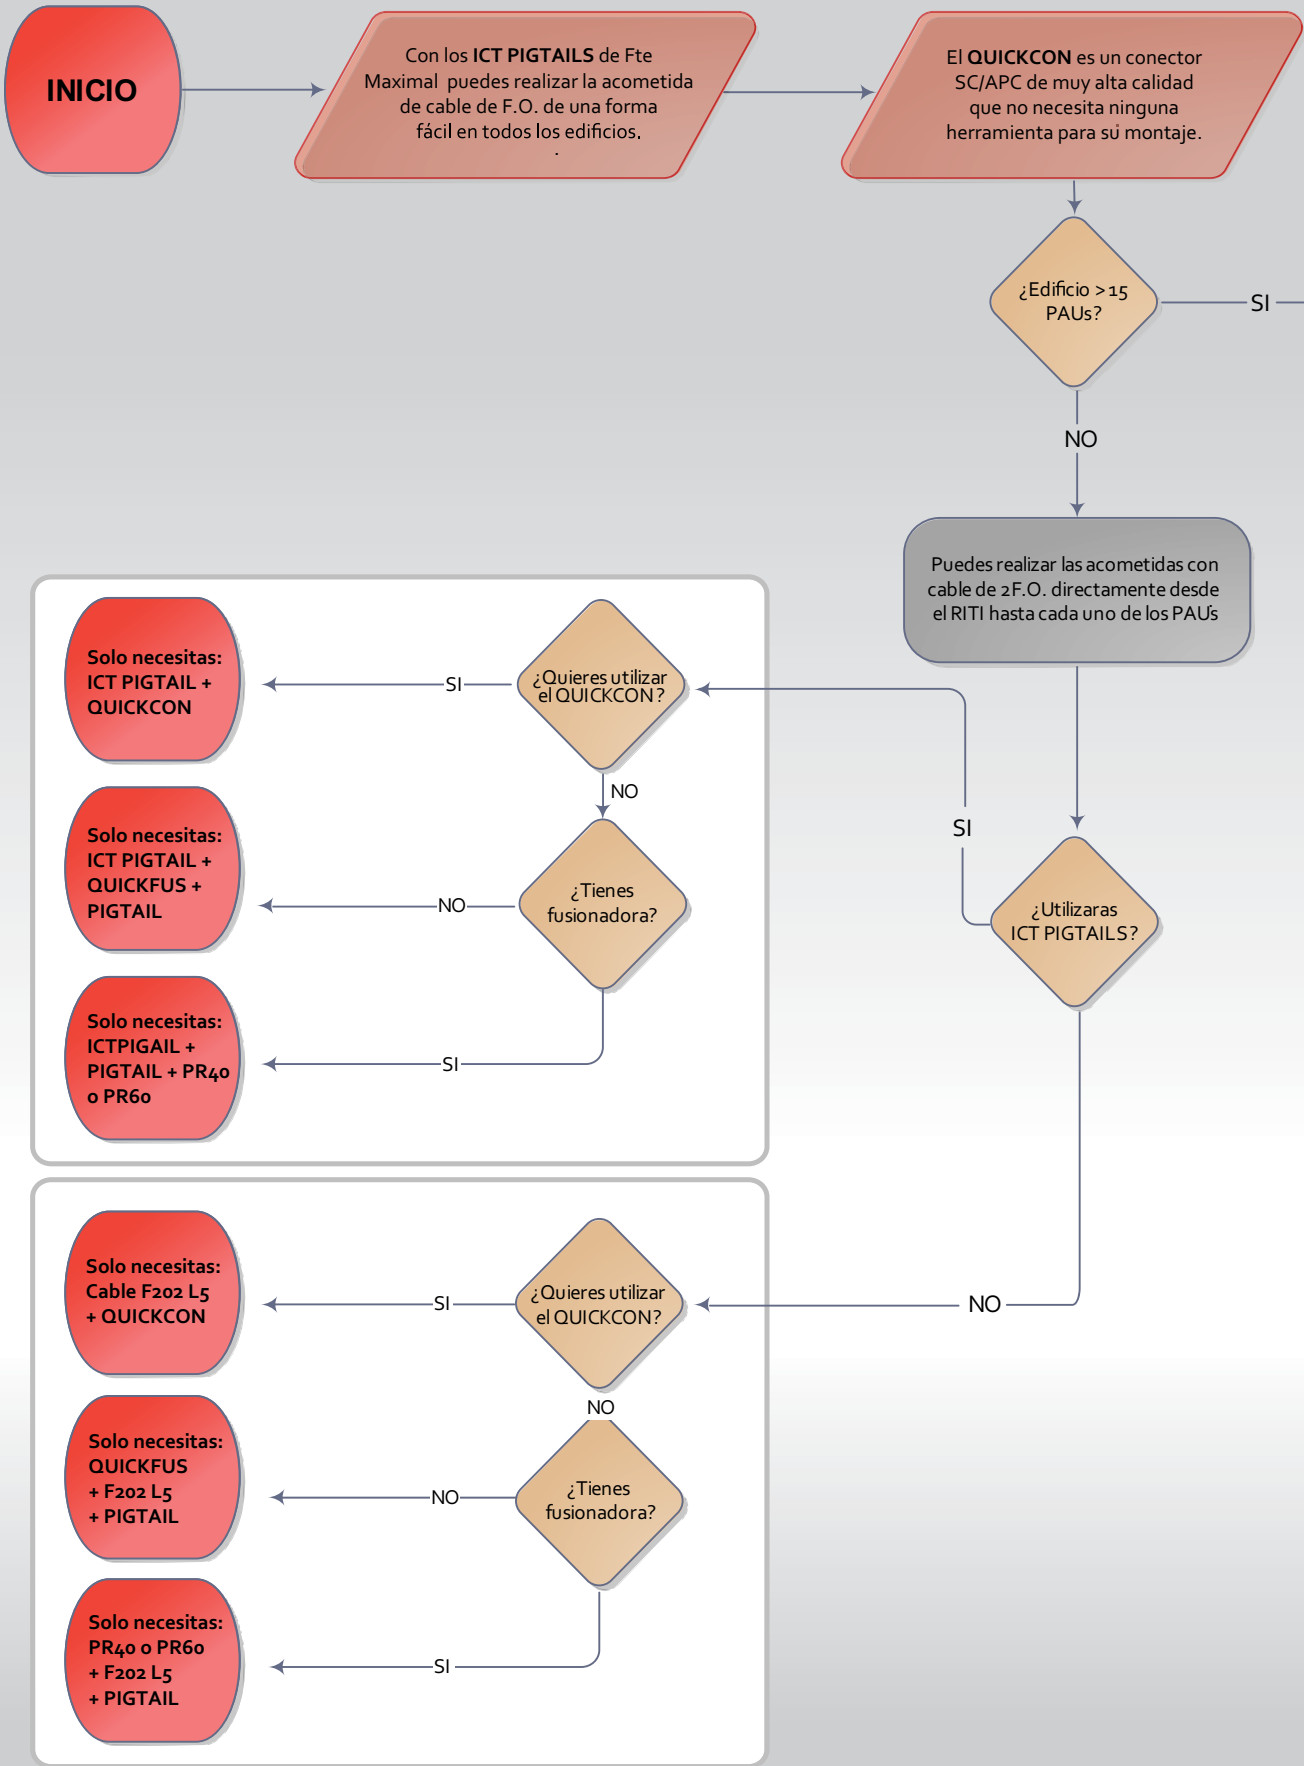 INICIO
Con los ICT PIGTAILS de Fte
Maximal puedes realizar la acometida
de cable de F.O. de una forma
fácil en todos los edificios.
.
El QUICKCON es un conector
SC/APC de muy alta calidad
que no necesita ninguna
herramienta para su montaje.
¿Edificio > 15
PAUs?
SI
NO
Puedes realizar las acometidas con
cable de 2F.O. directamente desde
el RITI hasta cada uno de los PAUs
¿Utilizaras
ICT PIGTAILS?
SI
NO
¿Quieres utilizar
el QUICKCON?
SI
Solo necesitas:
ICT PIGTAIL +
QUICKCON
NO
¿Tienes
fusionadora?
NO
Solo necesitas:
ICT PIGTAIL +
QUICKFUS +
PIGTAIL
SI
Solo necesitas:
ICTPIGAIL +
PIGTAIL + PR40
o PR60
¿Quieres utilizar
el QUICKCON?
SI
Solo necesitas:
Cable F202 L5
+ QUICKCON
NO
¿Tienes
fusionadora?
NO
Solo necesitas:
QUICKFUS
+ F202 L5
+ PIGTAIL
SI
Solo necesitas:
PR40 o PR60
+ F202 L5
+ PIGTAIL